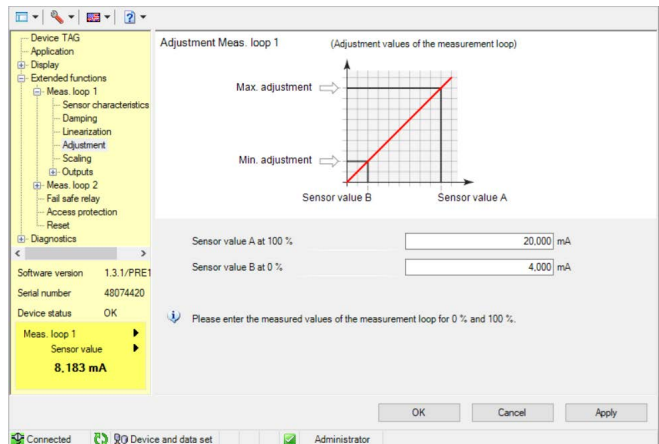 Device TAG
Application
Display
Extended functions
Meas. loop 1
Sensor characteristics
Damping
Linearization
Adjustment
Scaling
Outputs
Meas. loop 2
Fail safe relay
Access protection
Reset
Diagnostics
Software version 1.3.1/PRE1
Serial number 48074420
Device status OK
Meas. loop 1
Sensor value
8,183 mA
Adjustment Meas. loop 1 (Adjustment values of the measurement loop)
Max. adjustment
Min. adjustment
Sensor value B Sensor value A
Sensor value A at 100 % 20,000 mA
Sensor value B at 0 % 4,000 mA
Please enter the measured values of the measurement loop for 0 % and 100 %.
OK Cancel Apply
Connected Device and data set Administrator